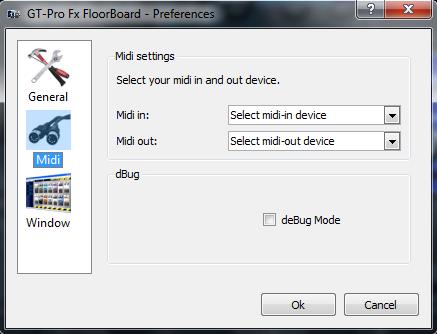 GT-Pro Fx FloorBoard - Preferences
General
Midi
Window
Midi settings
Select your midi in and out device.
Midi in:
Select midi-in device
Midi out:
Select midi-out device
dBug
deBug Mode
Ok
Cancel